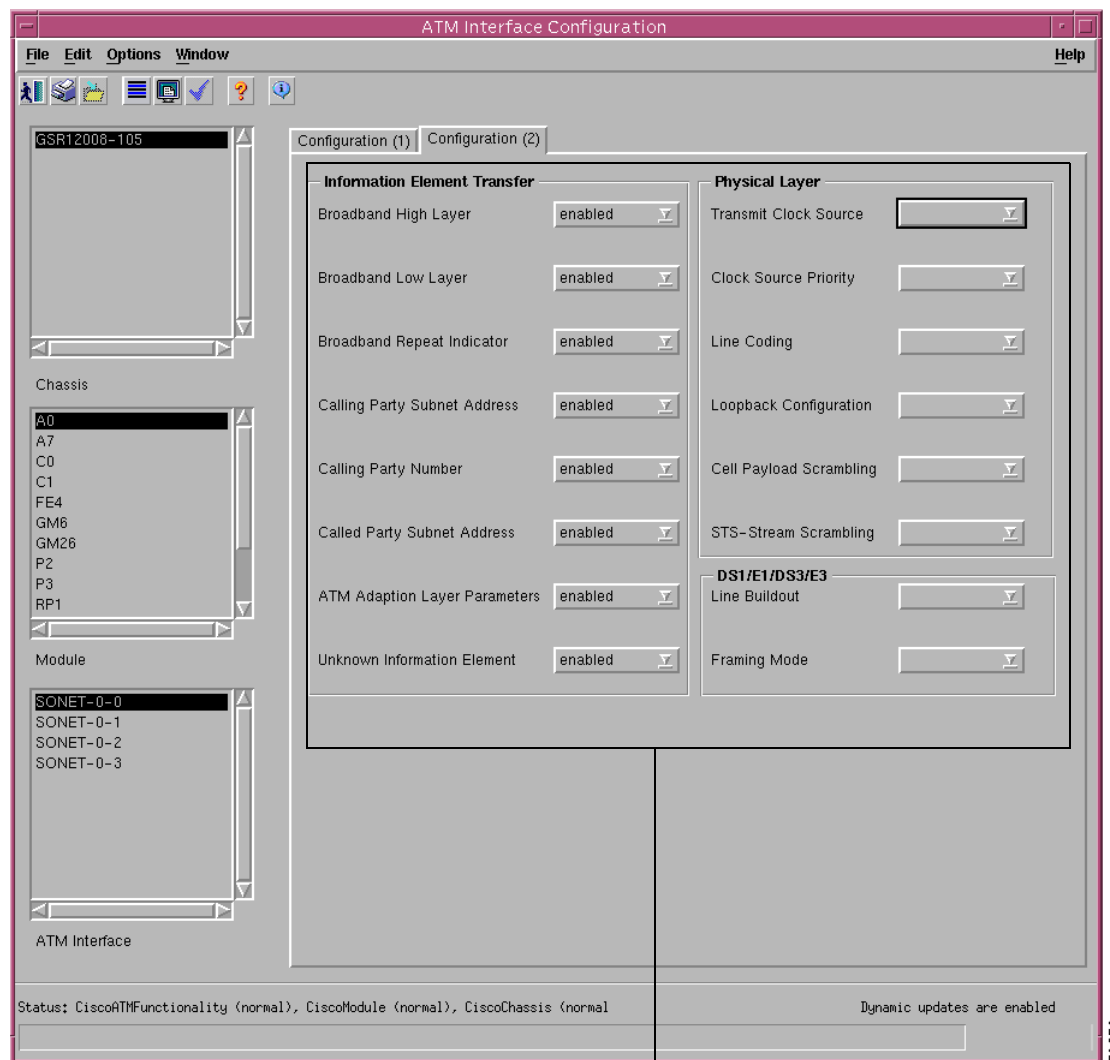 ATM Interface Configuration
File Edit Options Window Help
GSR12008-105
Chassis
A0
A7
C0
C1
FE4
GM6
GM26
P2
P3
RP1
Module
SONET-0-0
SONET-0-1
SONET-0-2
SONET-0-3
ATM Interface
Configuration (1) Configuration (2)
Information Element Transfer
Broadband High Layer enabled
Broadband Low Layer enabled
Broadband Repeat Indicator enabled
Calling Party Subnet Address enabled
Calling Party Number enabled
Called Party Subnet Address enabled
ATM Adaption Layer Parameters enabled
Unknown Information Element enabled
Physical Layer
Transmit Clock Source
Clock Source Priority
Line Coding
Loopback Configuration
Cell Payload Scrambling
STS-Stream Scrambling
DS1/E1/DS3/E3
Line Buildout
Framing Mode
Status: CiscoATMFunctionality (normal), CiscoModule (normal), CiscoChassis (normal
Dynamic updates are enabled